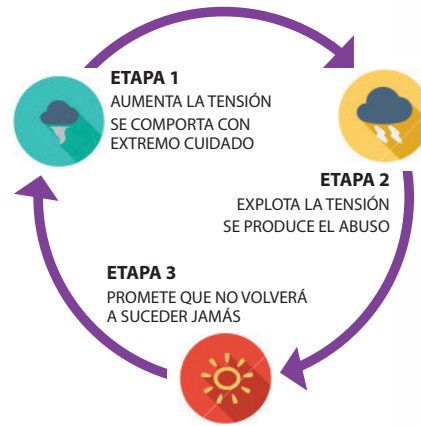 ETAPA 1
AUMENTA LA TENSIÓN
SE COMPORTA CON
EXTREMO CUIDADO
ETAPA 2
EXPLOTA LA TENSIÓN
SE PRODUCE EL ABUSO
ETAPA 3
PROMETE QUE NO VOLVERÁ
A SUCEDER JAMÁS